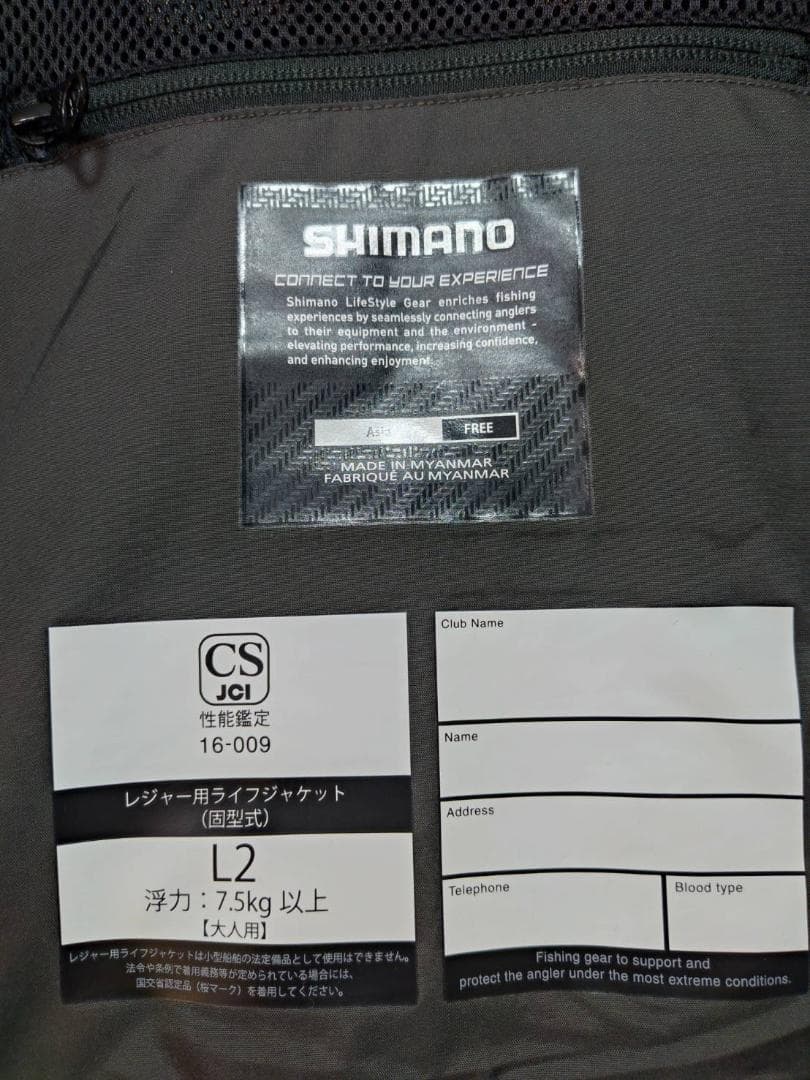 SHIMANO
CONNECT TO YOUR EXPERIENCE
Shimano LifeStyle Gear enriches fishing
experiences by seamlessly connecting anglers
to their equipment and the environment -
elevating performance, increasing confidence,
and enhancing enjoyment.
Asia FREE
MADE IN MYANMAR
FABRIQUÉ AU MYANMAR
CS
JCI
性能鑑定
16-009
レジャー用ライフジャケット
（固型式）
L2
浮力：7.5kg 以上
【大人用】
レジャー用ライフジャケットは小型船舶の法定備品として使用はできません。
法令や条例で着用義務等が定められている場合には、
国交省認定品（桜マーク）を着用してください。
Club Name
Name
Address
Telephone
Blood type
Fishing gear to support and
protect the angler under the most extreme conditions.